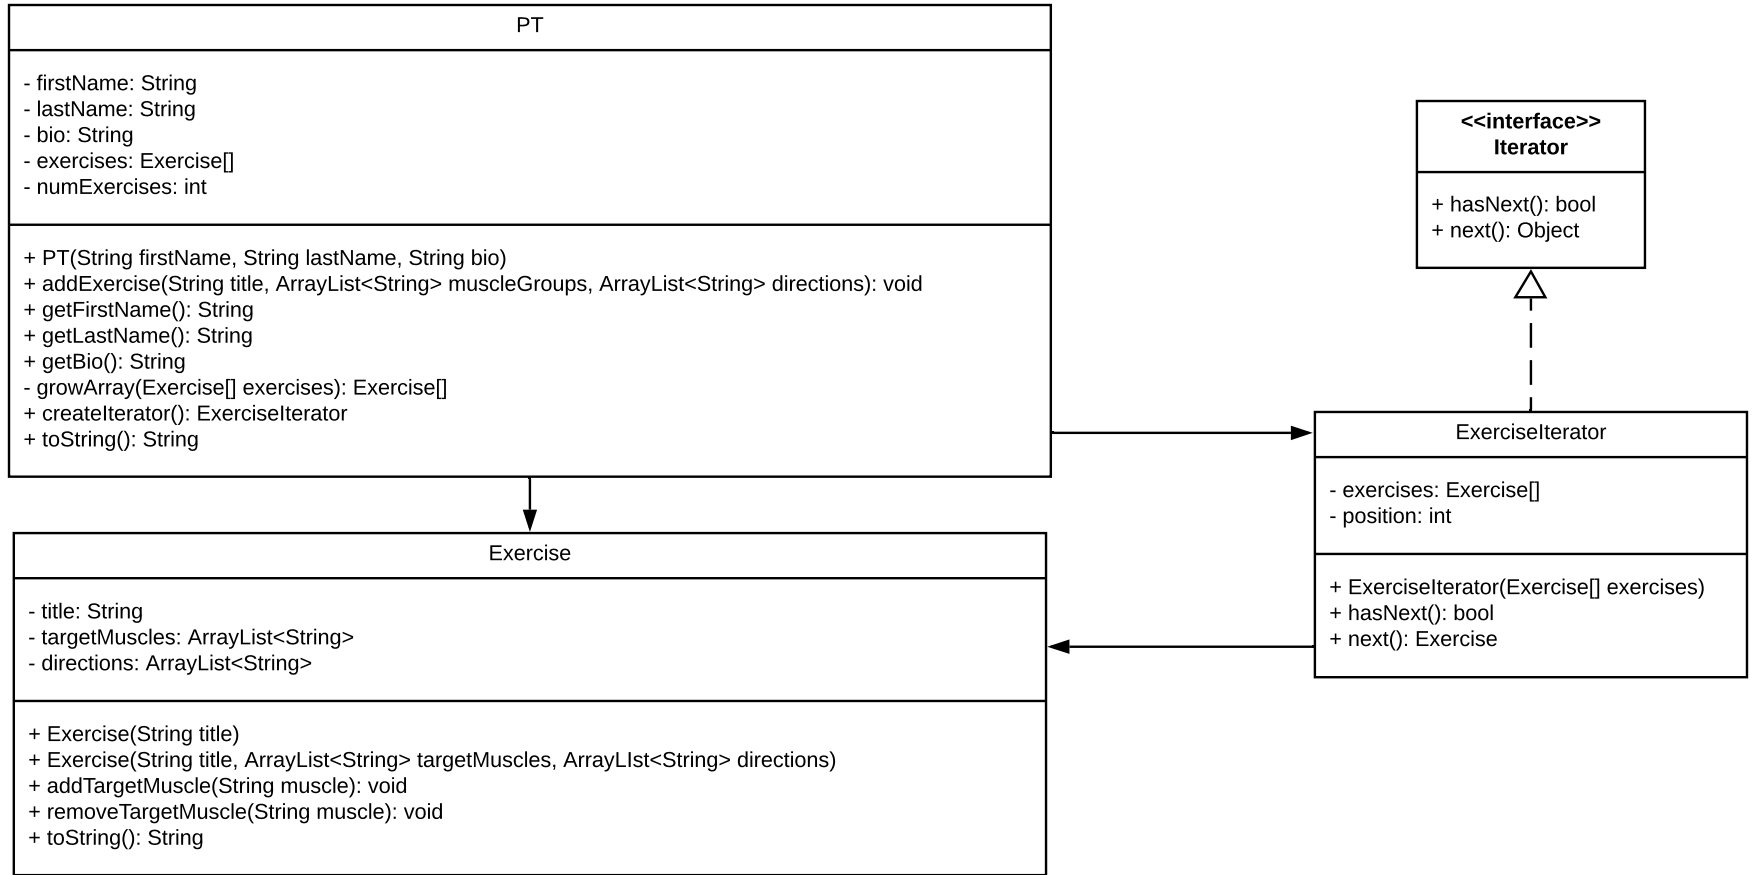 PT
- firstName: String
- lastName: String
- bio: String
- exercises: Exercise[]
- numExercises: int
+ PT(String firstName, String lastName, String bio)
+ addExercise(String title, ArrayList<String> muscleGroups, ArrayList<String> directions): void
+ getFirstName(): String
+ getLastName(): String
+ getBio(): String
- growArray(Exercise[] exercises): Exercise[]
+ createIterator(): ExerciseIterator
+ toString(): String
<<interface>>
Iterator
+ hasNext(): bool
+ next(): Object
ExerciseIterator
- exercises: Exercise[]
- position: int
+ ExerciseIterator(Exercise[] exercises)
+ hasNext(): bool
+ next(): Exercise
Exercise
- title: String
- targetMuscles: ArrayList<String>
- directions: ArrayList<String>
+ Exercise(String title)
+ Exercise(String title, ArrayList<String> targetMuscles, ArrayLIst<String> directions)
+ addTargetMuscle(String muscle): void
+ removeTargetMuscle(String muscle): void
+ toString(): String